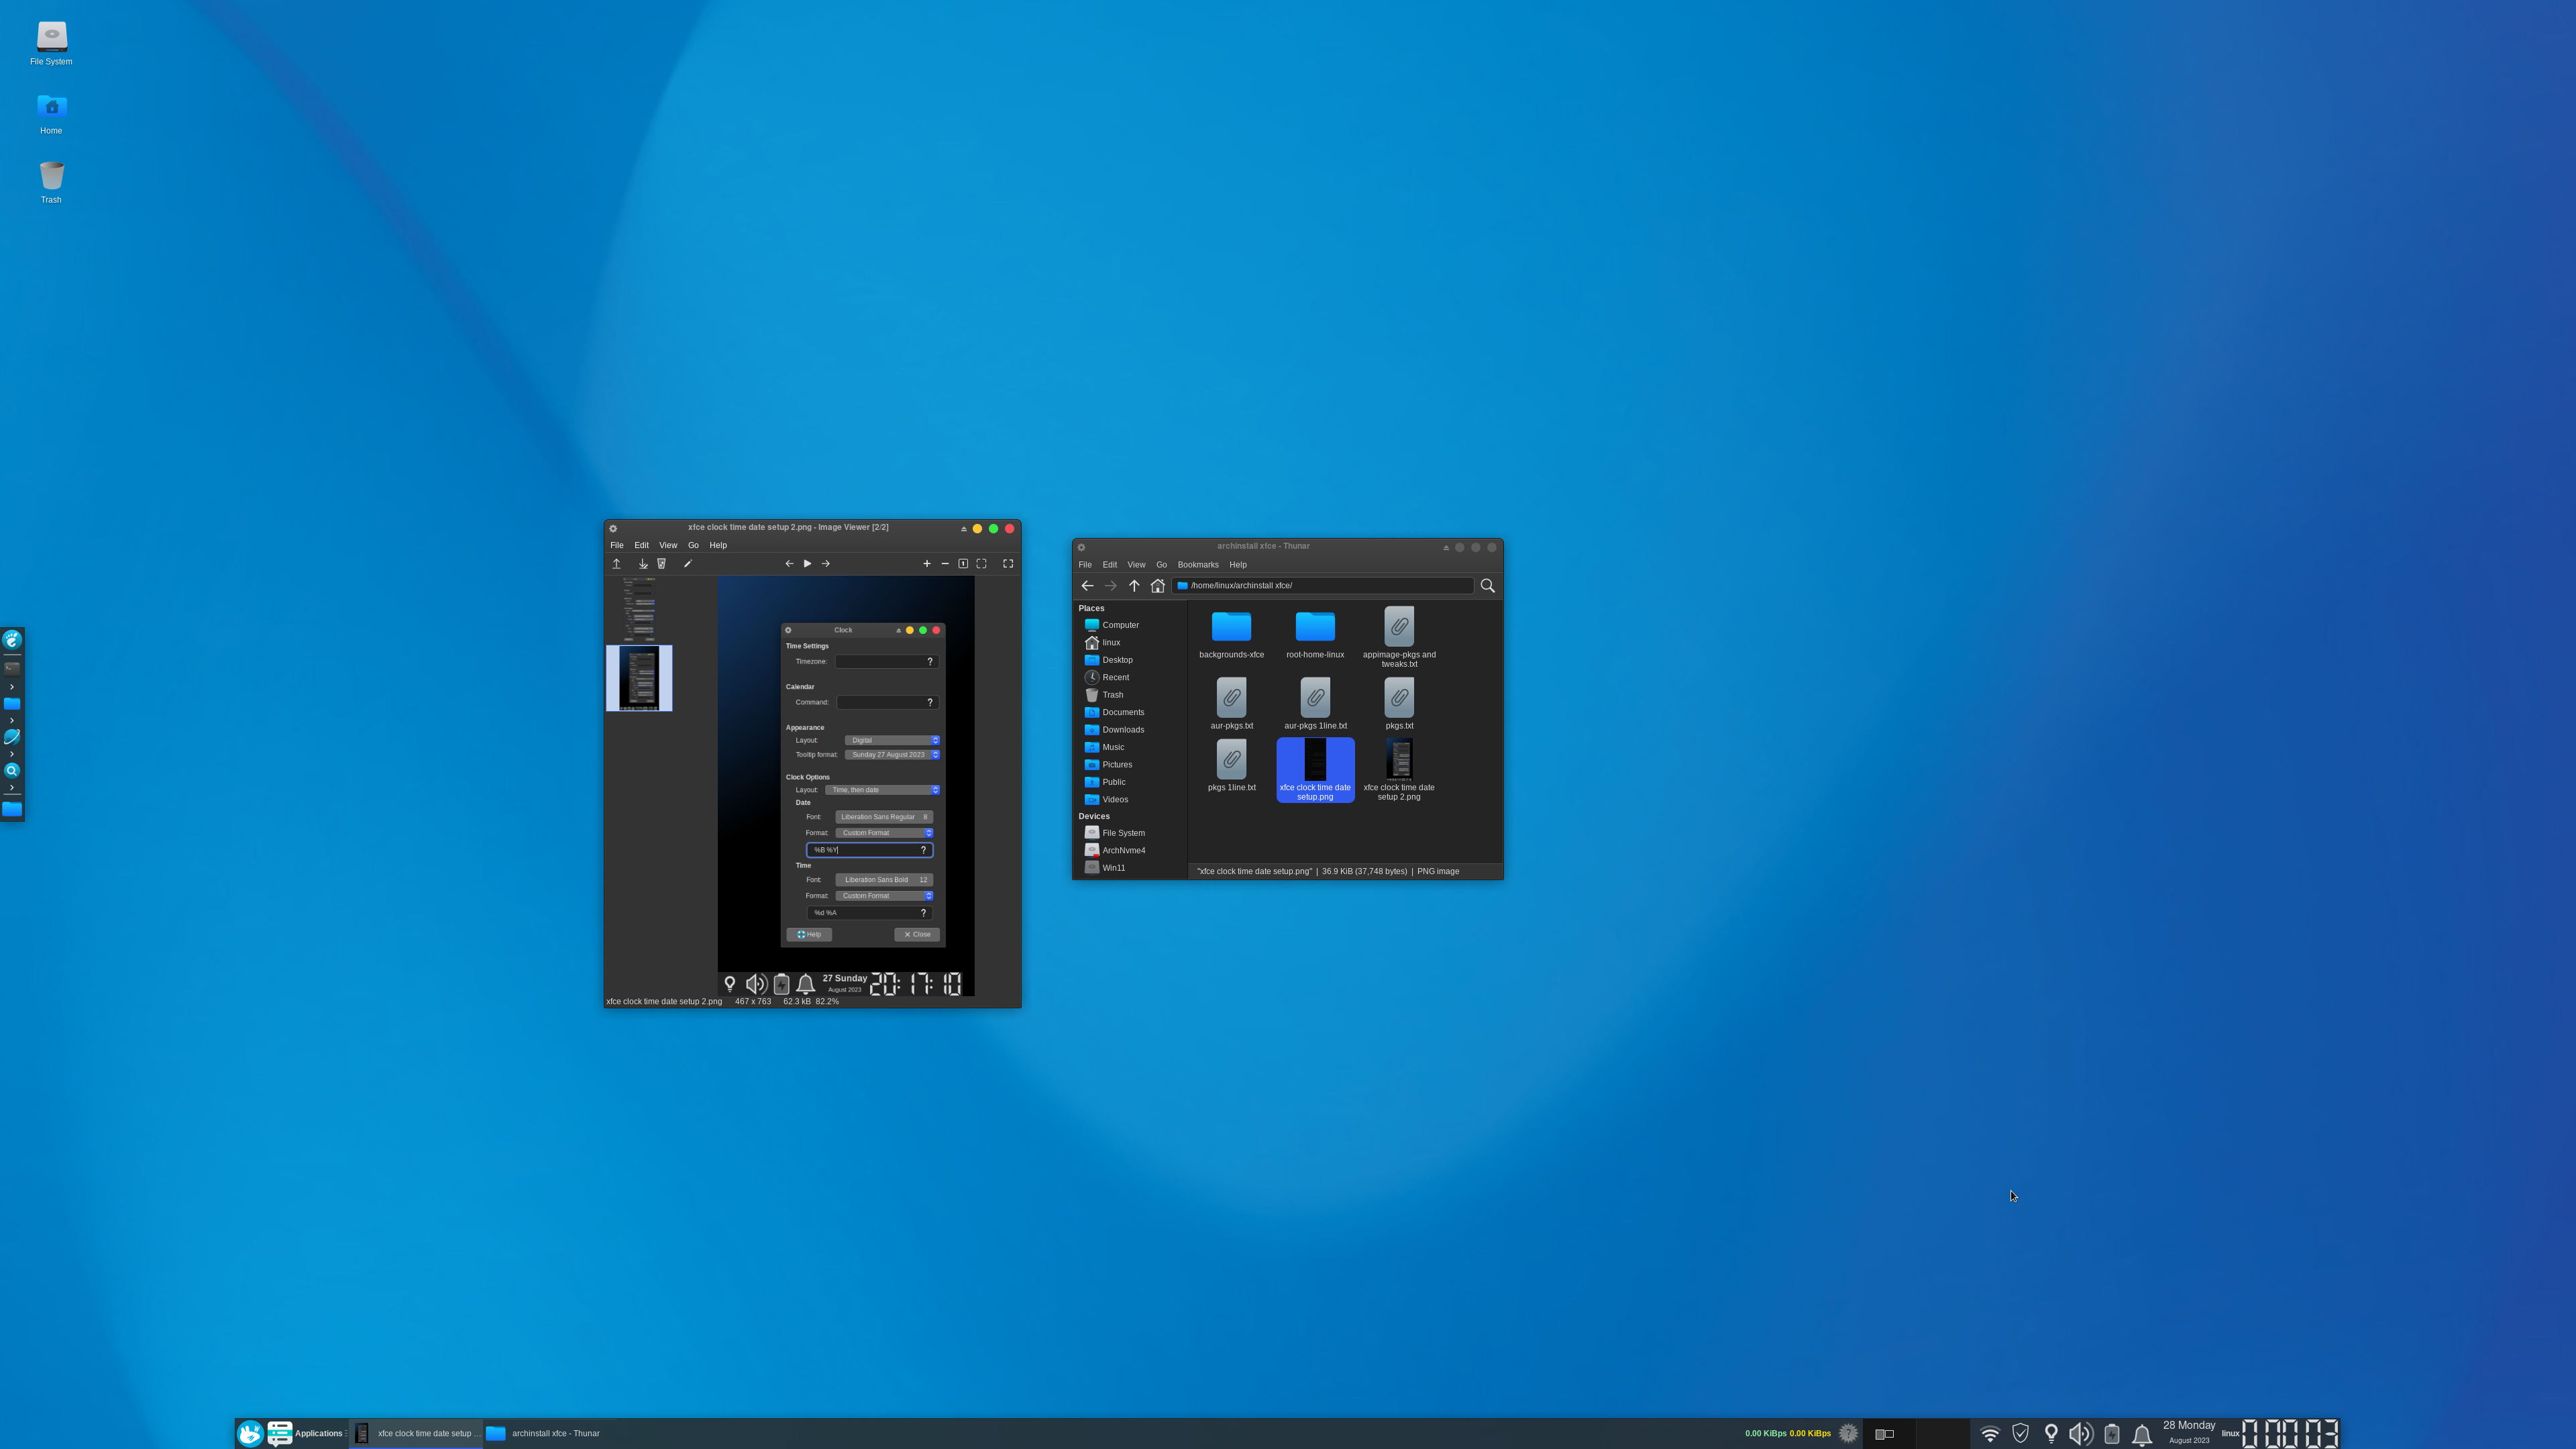 File System
Home
Trash
xfce clock time date setup 2.png - Image Viewer [2/2]
File Edit View Go Help
Clock
Time Settings
Timezone: ?
Calendar
Command: ?
Appearance
Layout: Digital
Tooltip format: Sunday 27 August 2023
Clock Options
Layout: Time, then date
Date
Font: Liberation Sans Regular 8
Format: Custom Format
%B %Y ?
Time
Font: Liberation Sans Bold 12
Format: Custom Format
%d %A ?
Help Close
27 Sunday
August 2023
20:17:10
xfce clock time date setup 2.png 467 x 763 62.3 kB 82.2%
archinstall xfce - Thunar
File Edit View Go Bookmarks Help
/home/linux/archinstall xfce/
Places
Computer
linux
Desktop
Recent
Trash
Documents
Downloads
Music
Pictures
Public
Videos
Devices
File System
ArchNvme4
Win11
backgrounds-xfce
root-home-linux
appimage-pkgs and
tweaks.txt
aur-pkgs.txt
aur-pkgs 1line.txt
pkgs.txt
pkgs 1line.txt
xfce clock time date
setup.png
xfce clock time date
setup 2.png
"xfce clock time date setup.png" | 36.9 KiB (37,748 bytes) | PNG image
Applications
xfce clock time date setup ...
archinstall xfce - Thunar
0.00 KiBps 0.00 KiBps
28 Monday
August 2023
linux